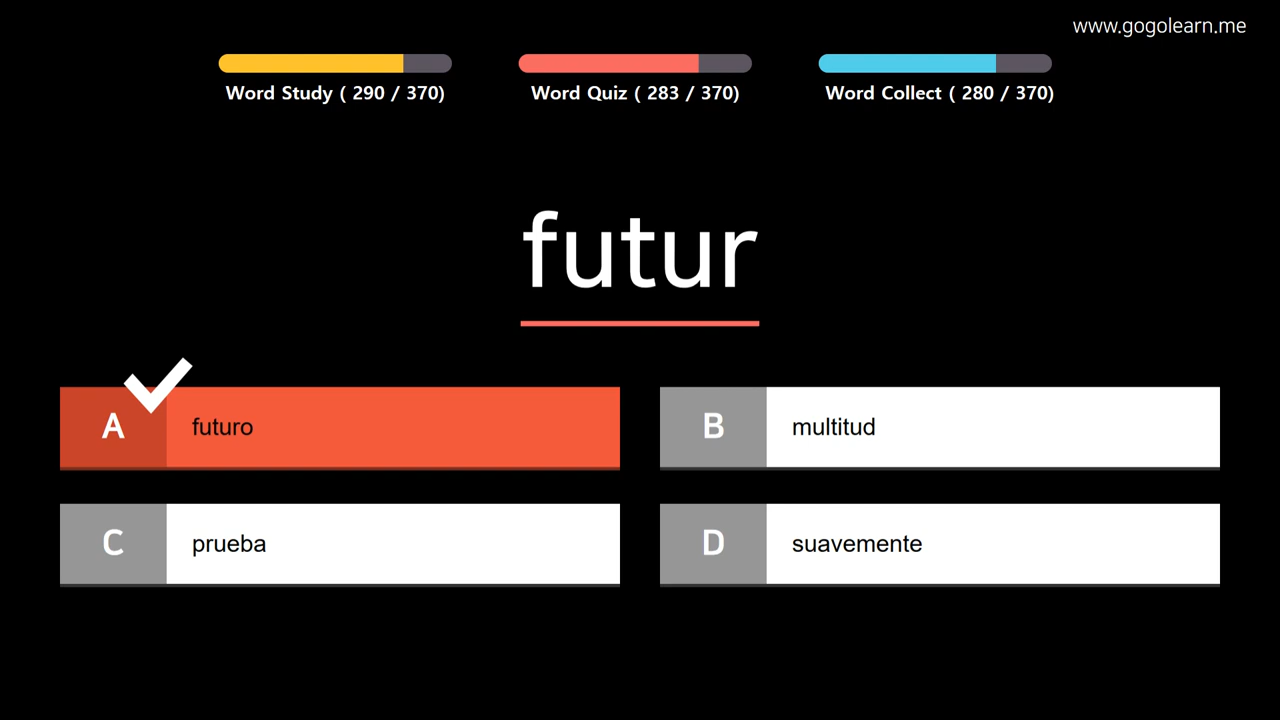 www.gogolearn.me
Word Study ( 290 / 370)
Word Quiz ( 283 / 370)
Word Collect ( 280 / 370)
futur
A futuro
B multitud
C prueba
D suavemente